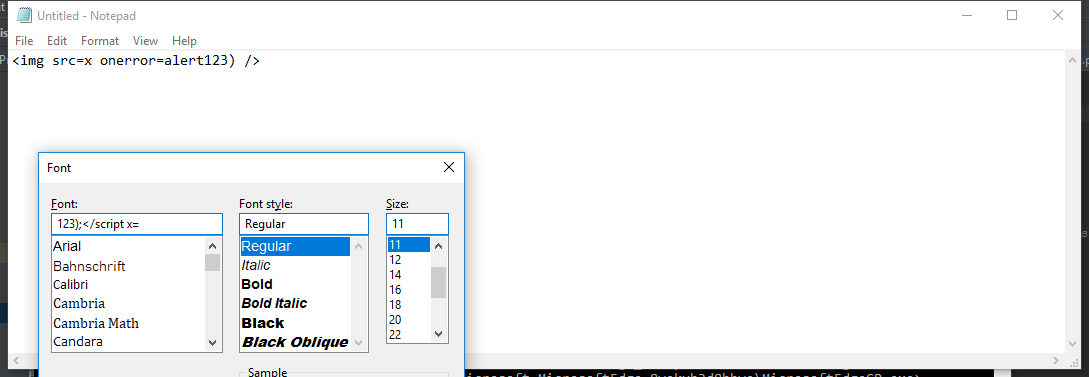 Untitled - Notepad
File Edit Format View Help
<img src=x onerror=alert123) />
Font
Font: Font style: Size:
123);</script x= Regular 11
Arial Regular 11
Bahnschrift Italic 12
Calibri Bold 14
Cambria Bold Italic 16
Cambria Math Black 18
Candara Black Oblique 20
22
Sample